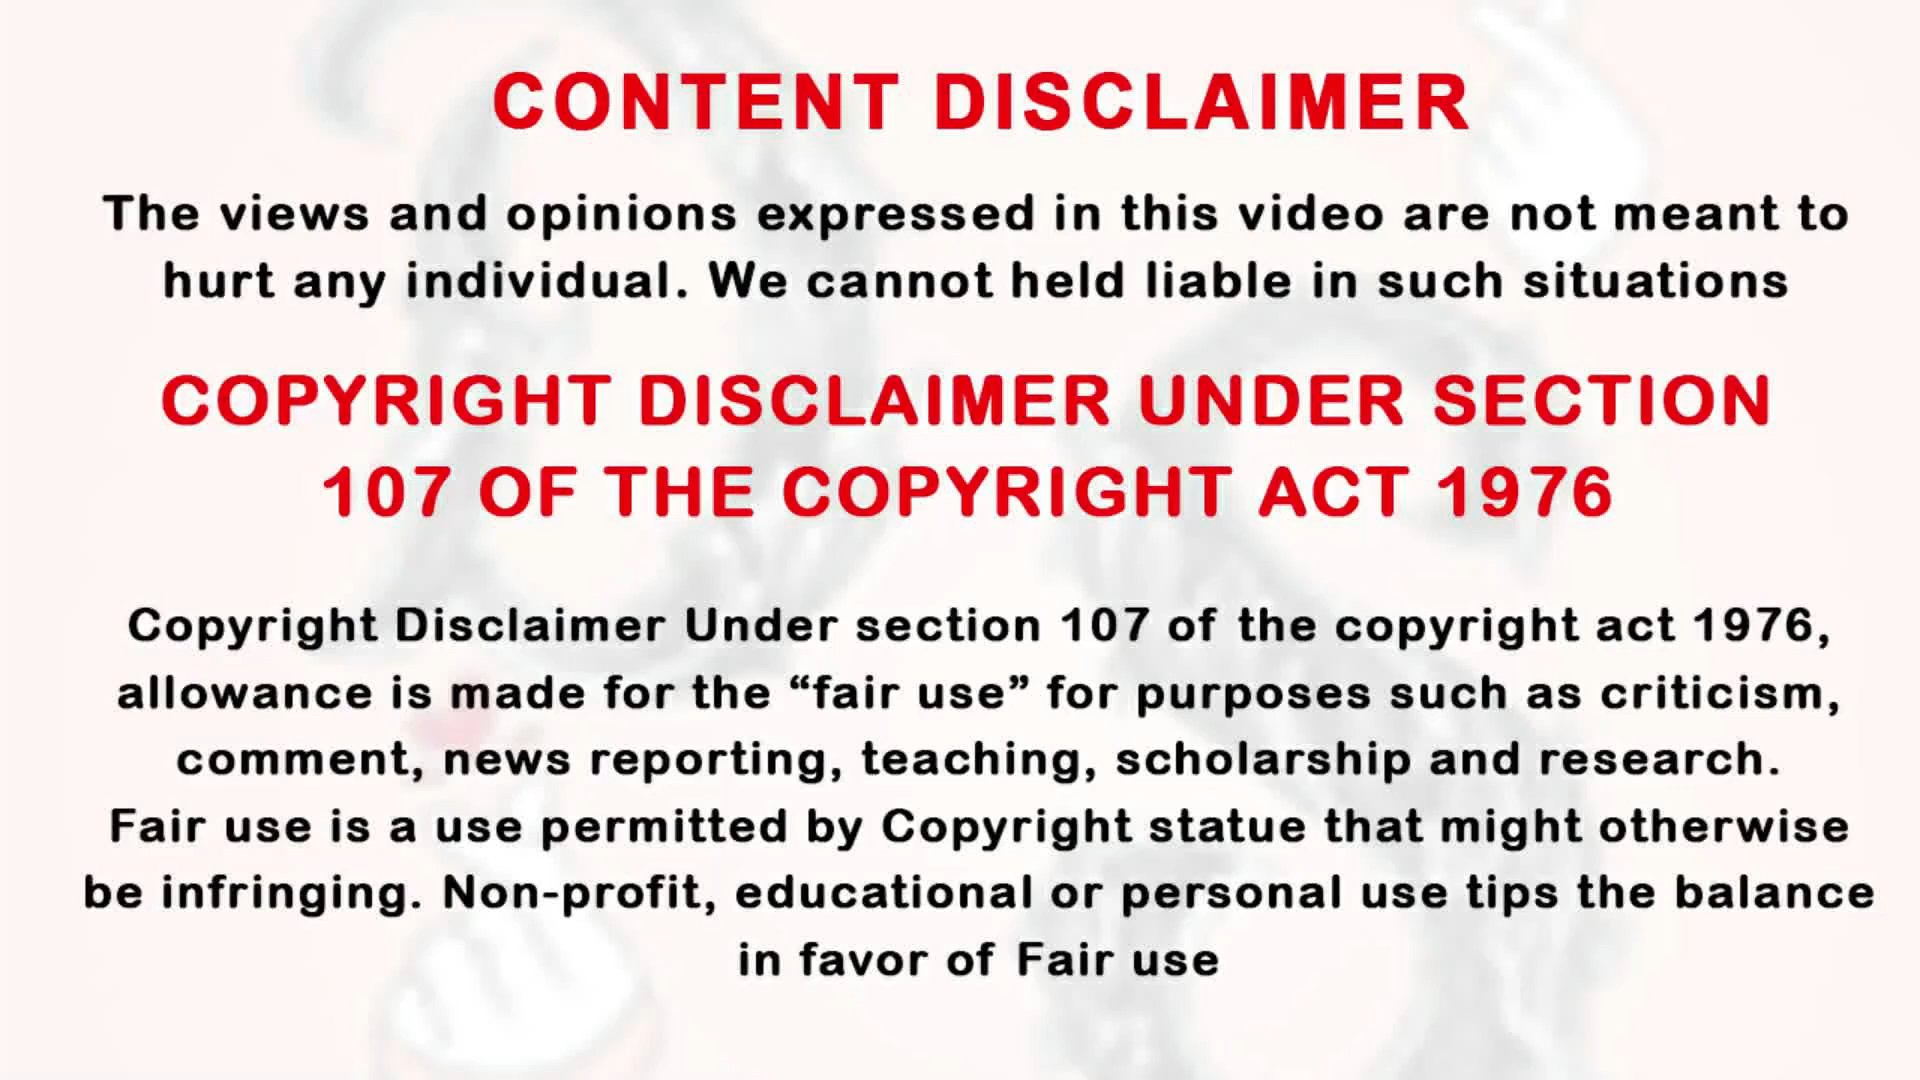 CONTENT DISCLAIMER
The views and opinions expressed in this video are not meant to
hurt any individual. We cannot held liable in such situations
COPYRIGHT DISCLAIMER UNDER SECTION
107 OF THE COPYRIGHT ACT 1976
Copyright Disclaimer Under section 107 of the copyright act 1976,
allowance is made for the “fair use” for purposes such as criticism,
comment, news reporting, teaching, scholarship and research.
Fair use is a use permitted by Copyright statue that might otherwise
be infringing. Non-profit, educational or personal use tips the balance
in favor of Fair use